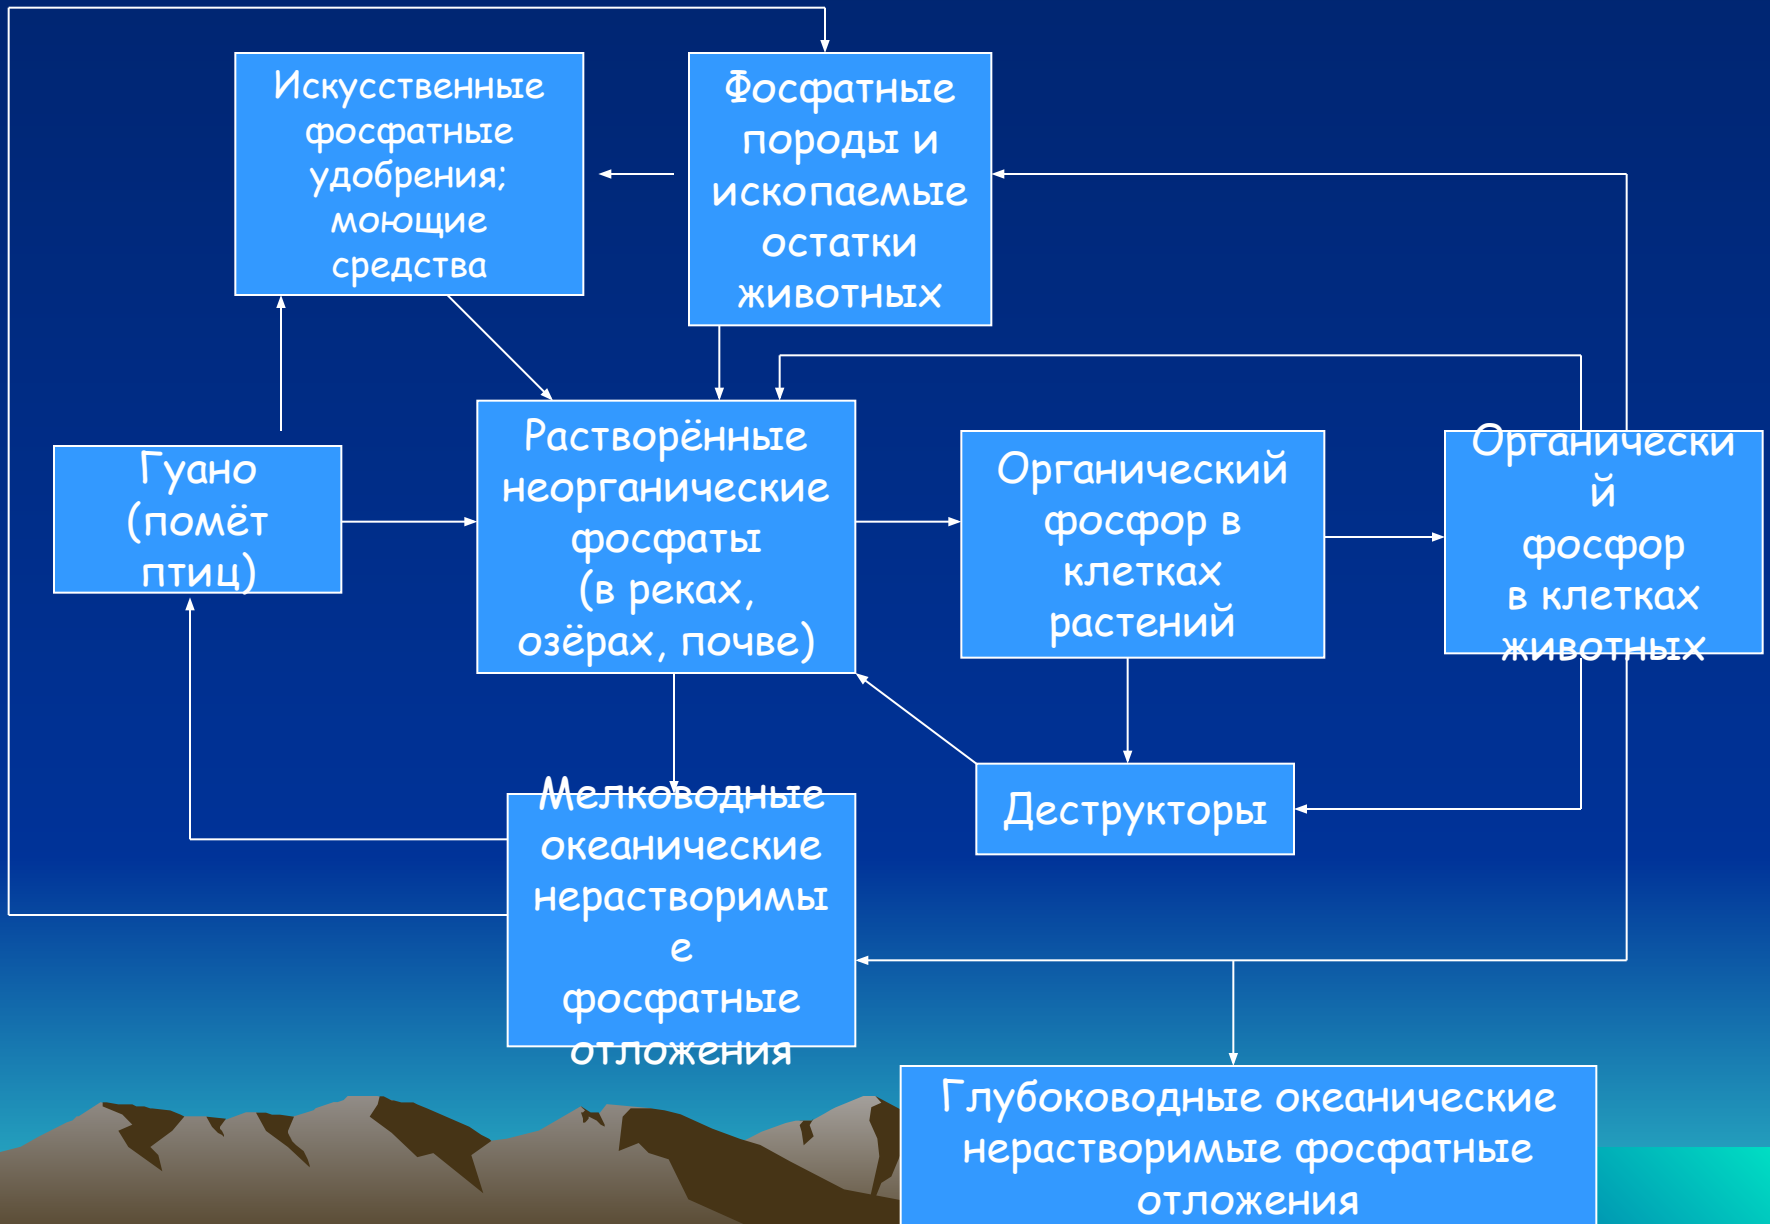 Искусственные
фосфатные
удобрения;
моющие
средства
Фосфатные
породы и
ископаемые
остатки
животных
Гуано
(помёт
птиц)
Растворённые
неорганические
фосфаты
(в реках,
озёрах, почве)
Органический
фосфор в
клетках
растений
Органически
й
фосфор
в клетках
животных
Деструкторы
Мелководные
океанические
нерастворимы
е
фосфатные
отложения
Глубоководные океанические
нерастворимые фосфатные
отложения